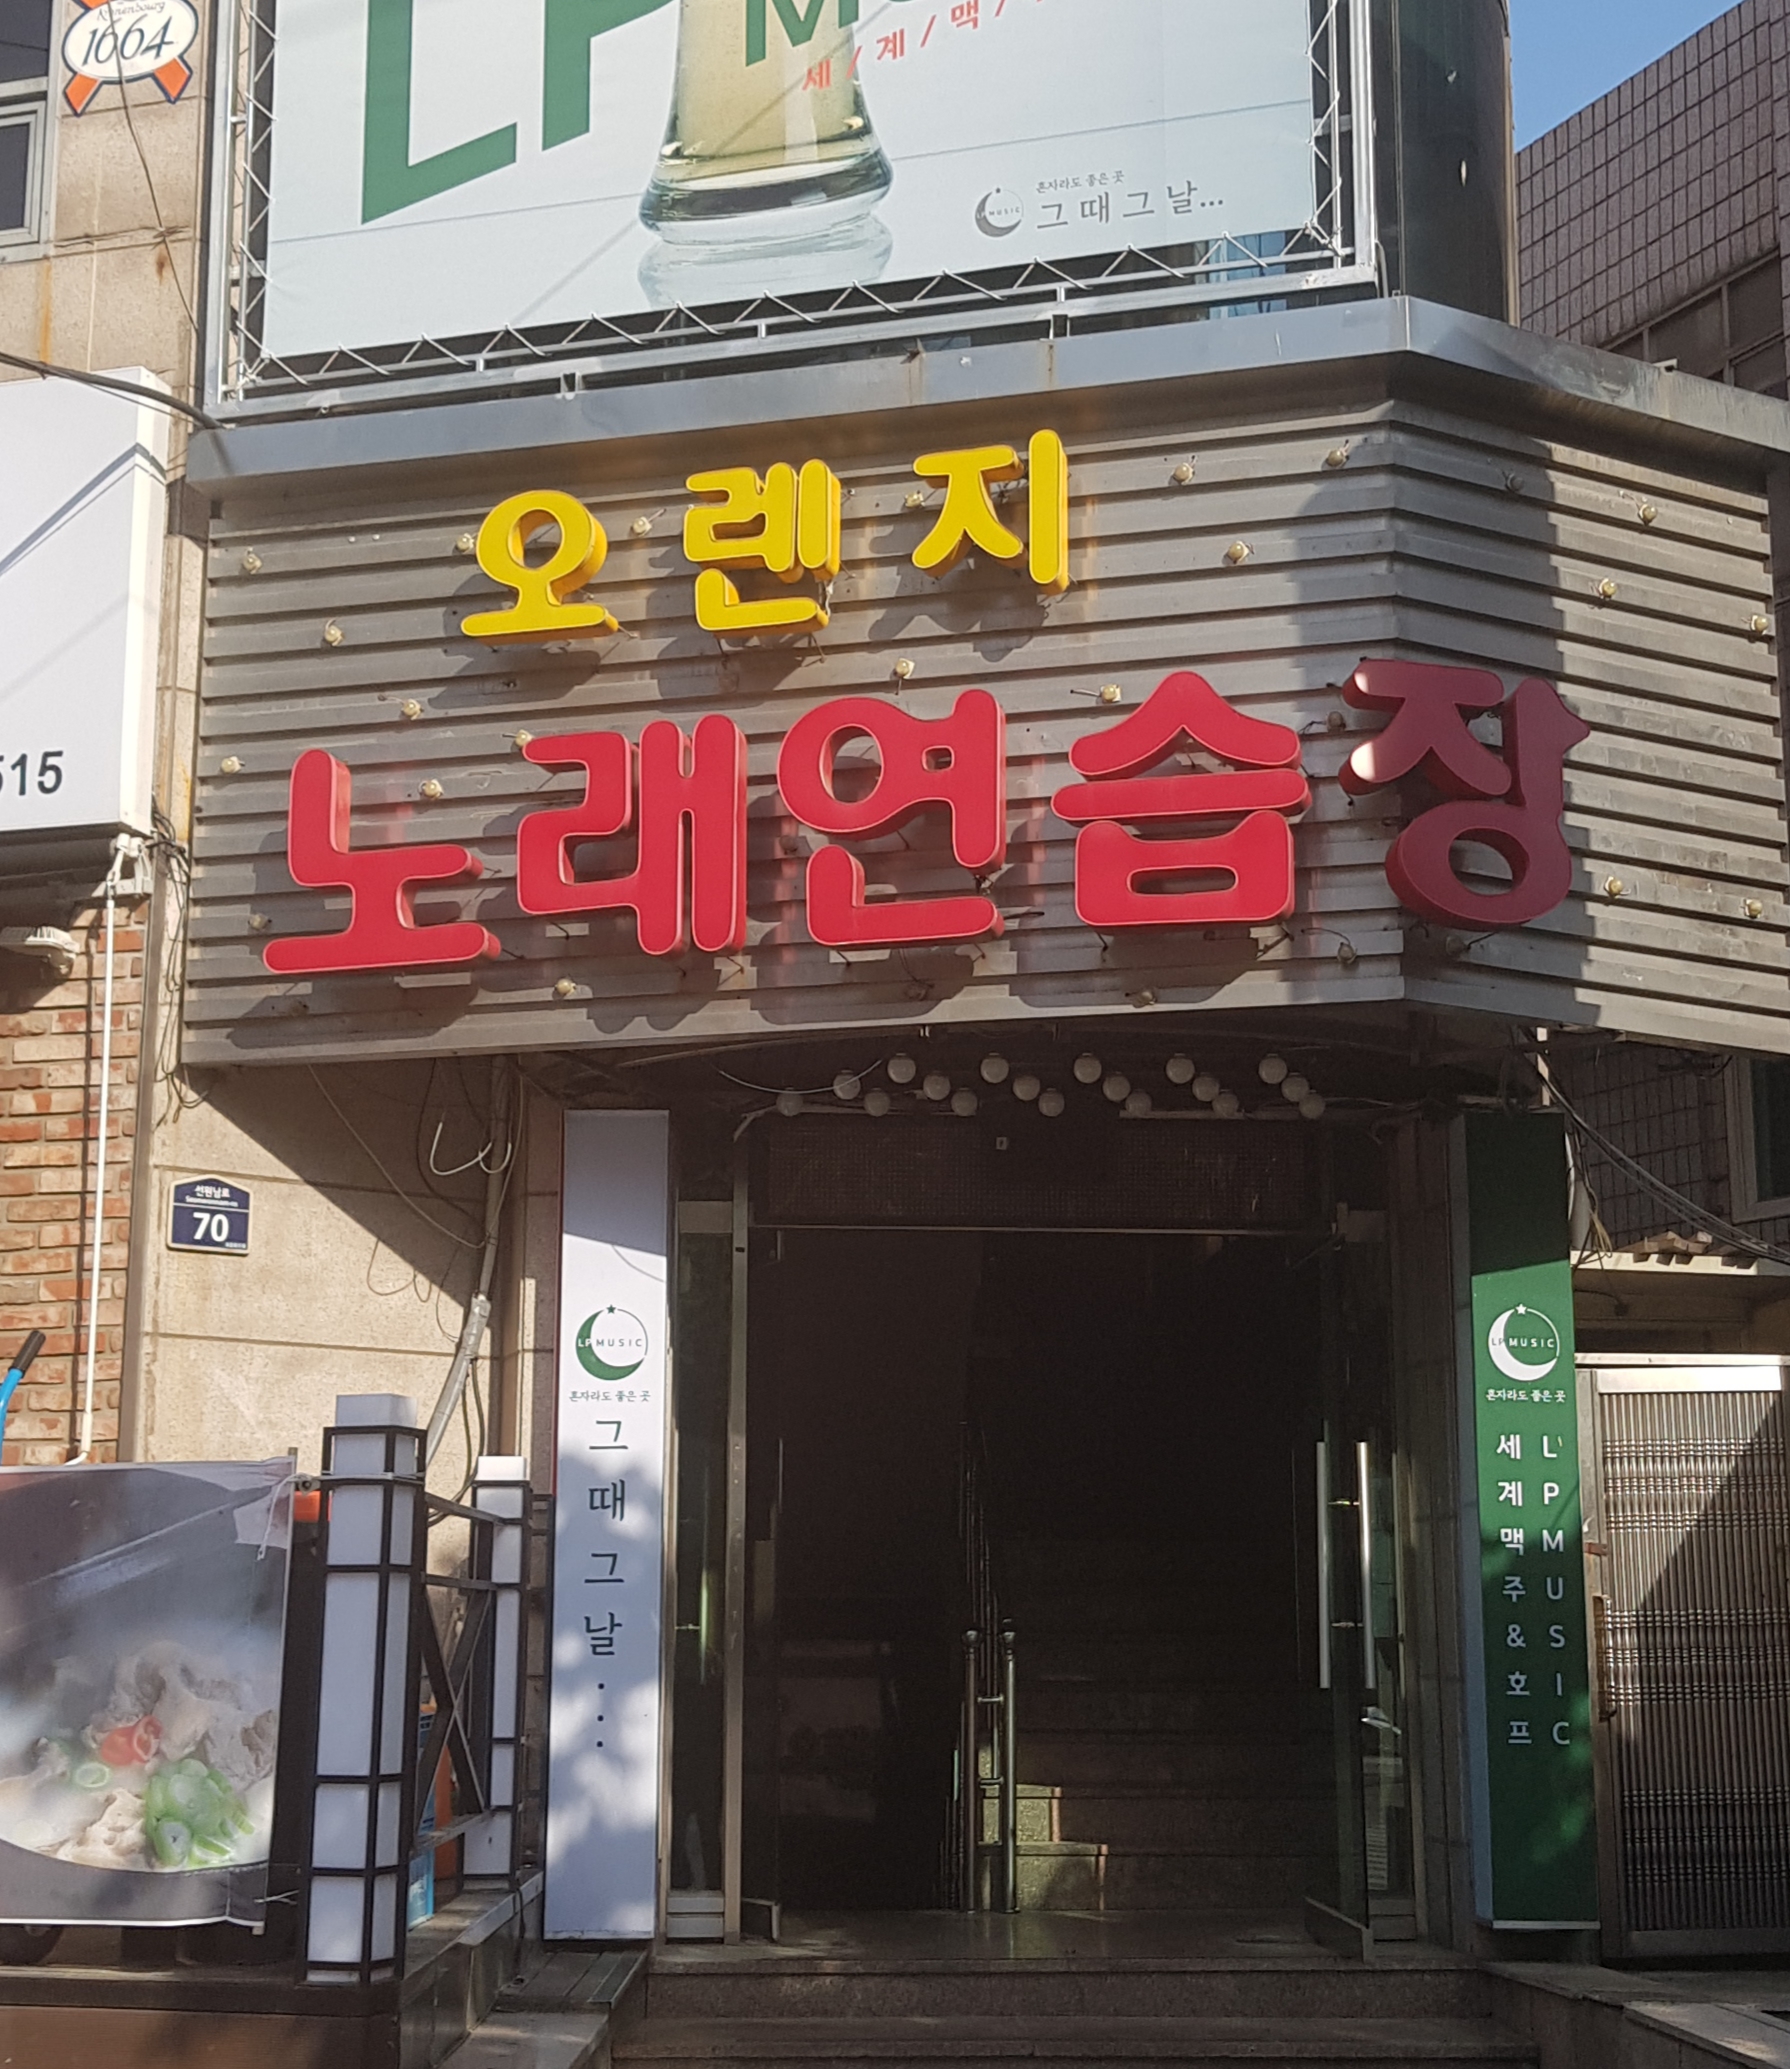 1664
LP
세/계/맥/
LP MUSIC
혼자라도 좋은 곳
그때 그날...
오렌지
노래연습장
515
선원남로
70
LP MUSIC
혼자라도 좋은 곳
그때그날...
LP MUSIC
혼자라도 좋은 곳
LP MUSIC
세계맥주&호프